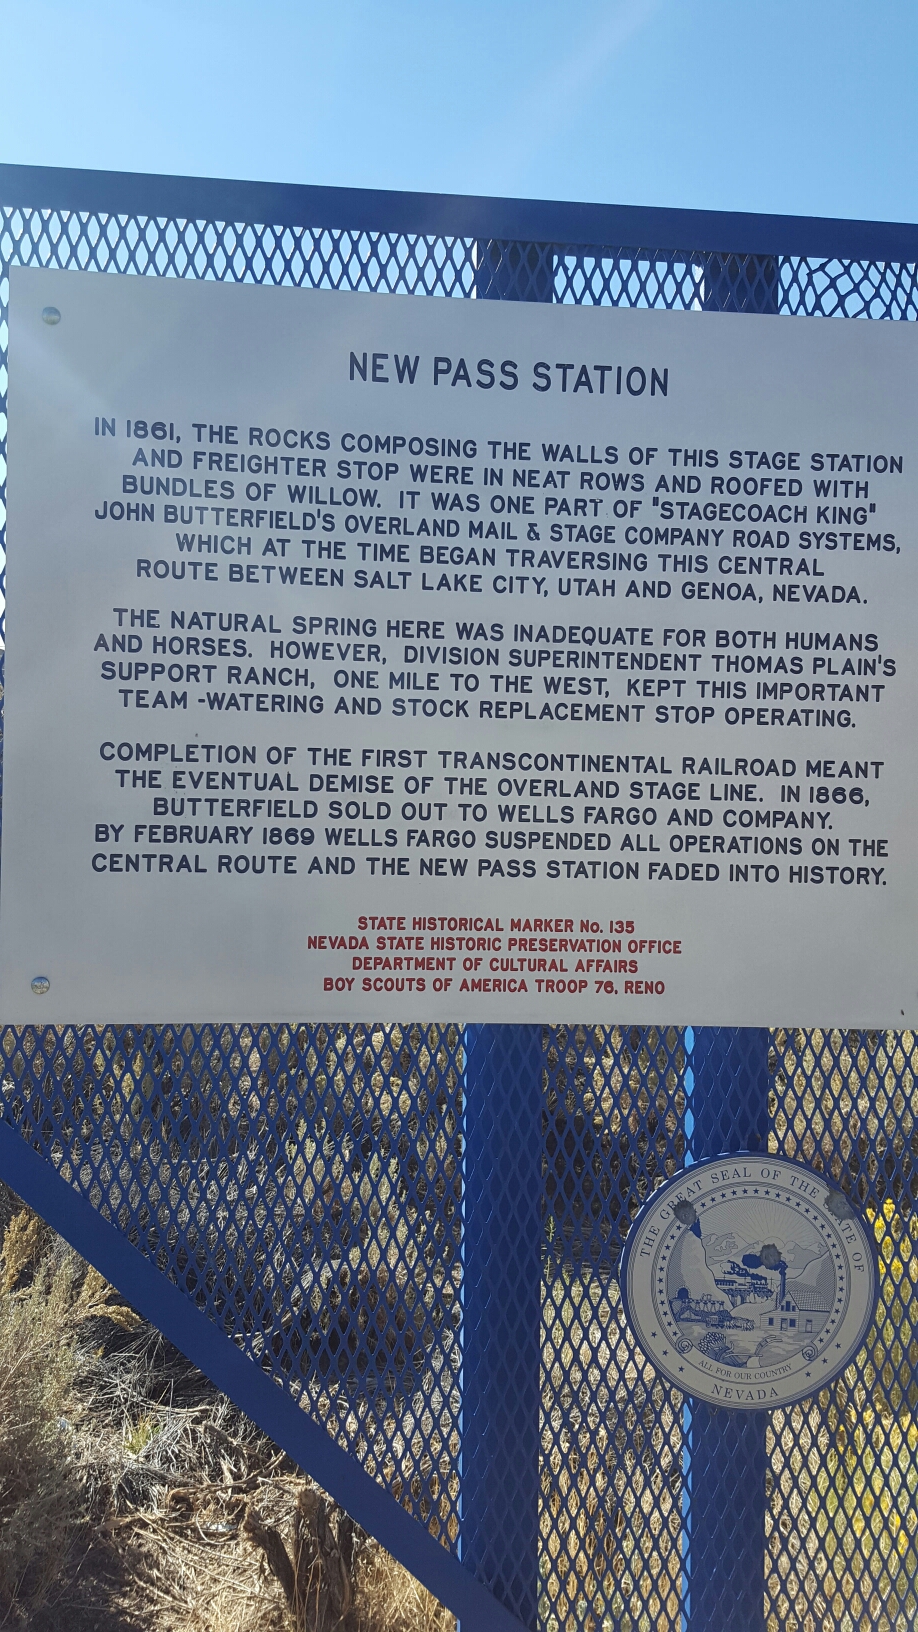 NEW PASS STATION
IN 1861, THE ROCKS COMPOSING THE WALLS OF THIS STAGE STATION
AND FREIGHTER STOP WERE IN NEAT ROWS AND ROOFED WITH
BUNDLES OF WILLOW. IT WAS ONE PART OF "STAGECOACH KING"
JOHN BUTTERFIELD'S OVERLAND MAIL & STAGE COMPANY ROAD SYSTEMS,
WHICH AT THE TIME BEGAN TRAVERSING THIS CENTRAL
ROUTE BETWEEN SALT LAKE CITY, UTAH AND GENOA, NEVADA.
THE NATURAL SPRING HERE WAS INADEQUATE FOR BOTH HUMANS
AND HORSES. HOWEVER, DIVISION SUPERINTENDENT THOMAS PLAIN'S
SUPPORT RANCH, ONE MILE TO THE WEST, KEPT THIS IMPORTANT
TEAM -WATERING AND STOCK REPLACEMENT STOP OPERATING.
COMPLETION OF THE FIRST TRANSCONTINENTAL RAILROAD MEANT
THE EVENTUAL DEMISE OF THE OVERLAND STAGE LINE. IN 1866,
BUTTERFIELD SOLD OUT TO WELLS FARGO AND COMPANY.
BY FEBRUARY 1869 WELLS FARGO SUSPENDED ALL OPERATIONS ON THE
CENTRAL ROUTE AND THE NEW PASS STATION FADED INTO HISTORY.
STATE HISTORICAL MARKER No. 135
NEVADA STATE HISTORIC PRESERVATION OFFICE
DEPARTMENT OF CULTURAL AFFAIRS
BOY SCOUTS OF AMERICA TROOP 76, RENO
THE GREAT SEAL OF THE STATE OF
ALL FOR OUR COUNTRY
NEVADA